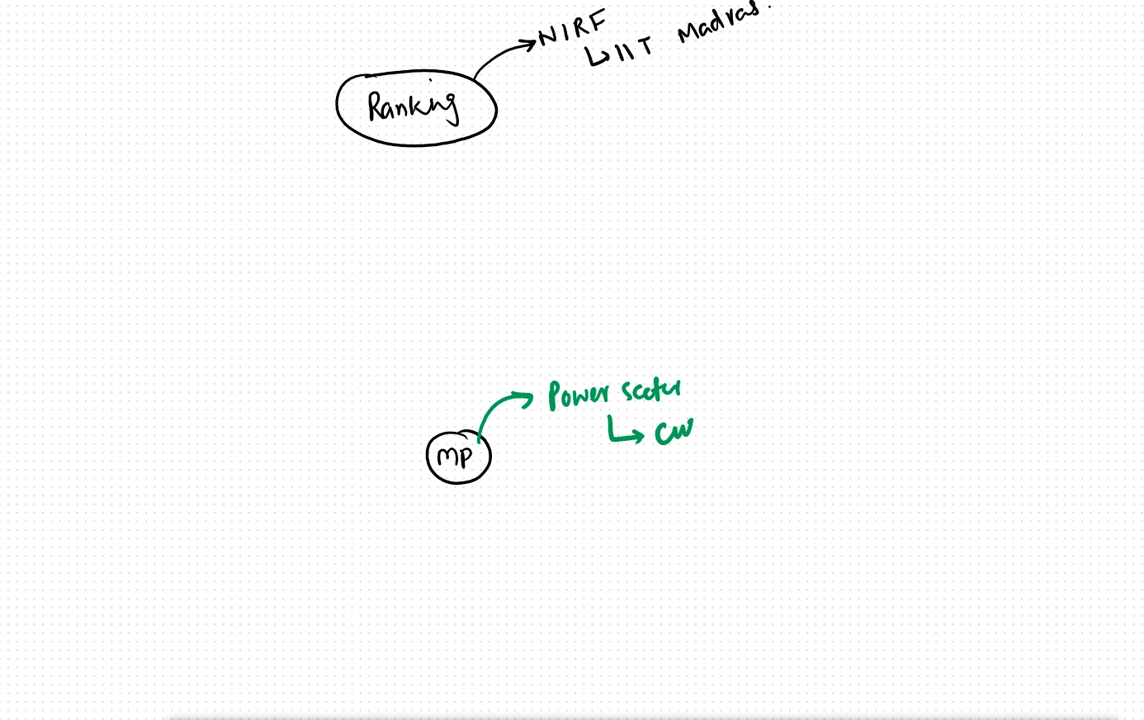 NIRF
IIT Madras.
Ranking
Power sector
CW
MP